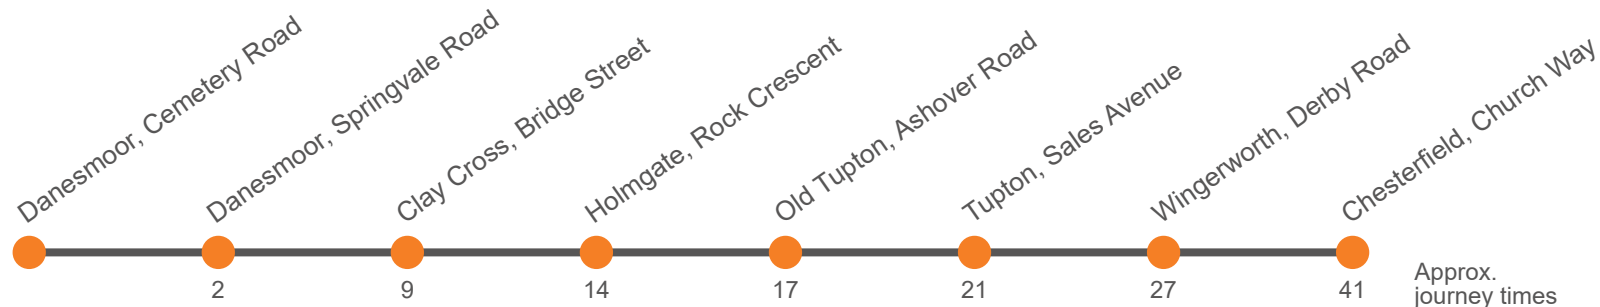 Danesmoor, Cemetery Road
Danesmoor, Springvale Road
Clay Cross, Bridge Street
Holmgate, Rock Crescent
Old Tupton, Ashover Road
Tupton, Sales Avenue
Wingerworth, Derby Road
Chesterfield, Church Way
2
9
14
17
21
27
41
Approx.
journey times